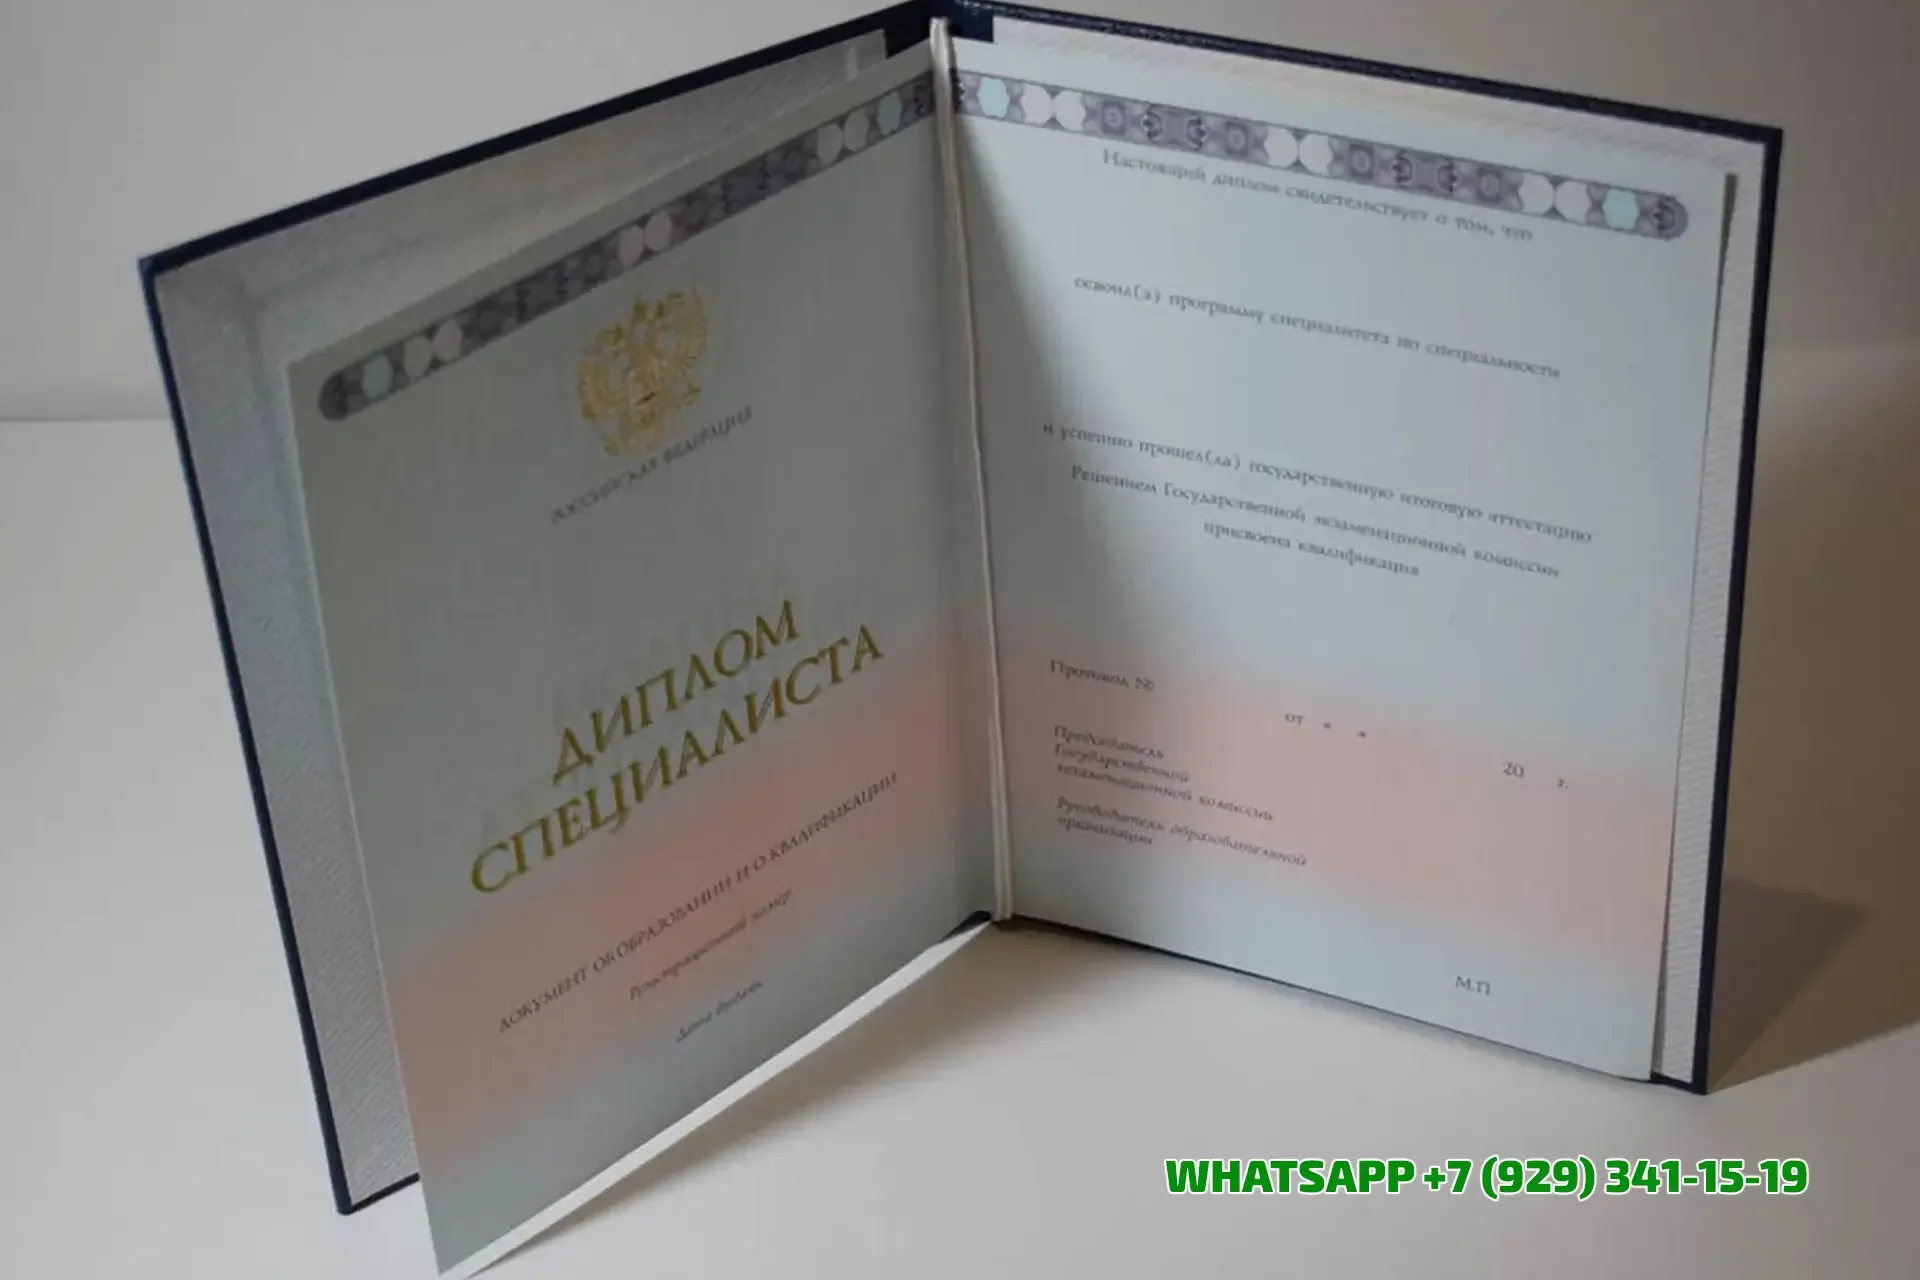 РОССИЙСКАЯ ФЕДЕРАЦИЯ
ДИПЛОМ
СПЕЦИАЛИСТА
ДОКУМЕНТ ОБ ОБРАЗОВАНИИ И О КВАЛИФИКАЦИИ
Регистрационный номер
Дата выдачи
Настоящий диплом свидетельствует о том, что
освоил(а) программу специалитета по специальности
и успешно прошел(ла) государственную итоговую аттестацию
Решением Государственной экзаменационной комиссии
присвоена квалификация
Протокол №
от « »
20 г.
Председатель
Государственной
экзаменационной комиссии
Руководитель образовательной
организации
М.П.
WHATSAPP +7 (929) 341-15-19